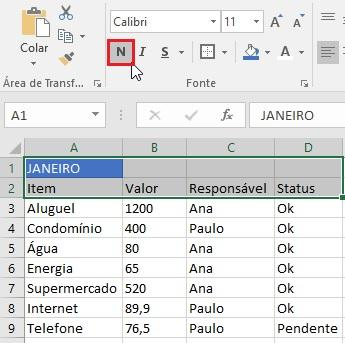 Calibri 11 A A
Colar
N I S A
Área de Transf... Fonte
A1 fx JANEIRO
A B C D
1 JANEIRO
2 Item Valor Responsável Status
3 Aluguel 1200 Ana Ok
4 Condomínio 400 Paulo Ok
5 Água 80 Ana Ok
6 Energia 65 Ana Ok
7 Supermercado 520 Ana Ok
8 Internet 89,9 Paulo Ok
9 Telefone 76,5 Paulo Pendente